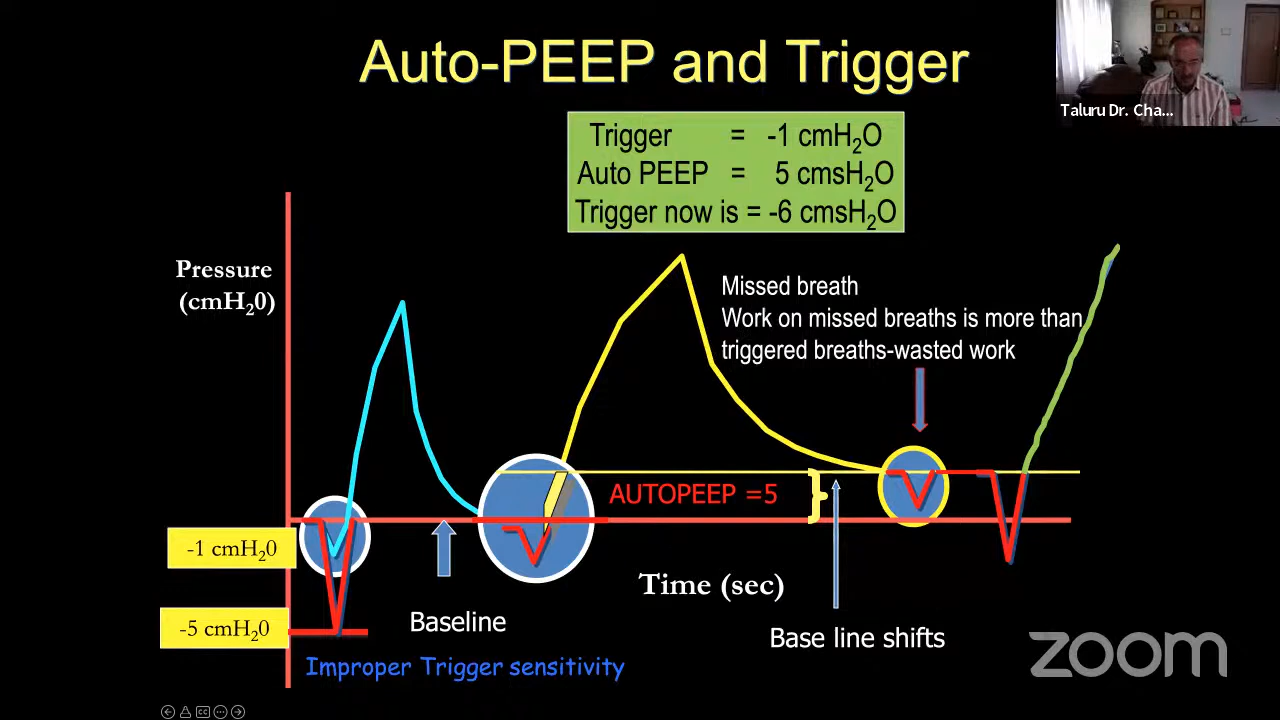 Auto-PEEP and Trigger
Taluru Dr. Cha...
Trigger = -1 cmH₂O
Auto PEEP = 5 cmsH₂O
Trigger now is = -6 cmsH₂O
Pressure
(cmH₂0)
Missed breath
Work on missed breaths is more than
triggered breaths-wasted work
AUTOPEEP =5
-1 cmH₂0
Time (sec)
Baseline
-5 cmH₂0
Base line shifts
Improper Trigger sensitivity
zoom